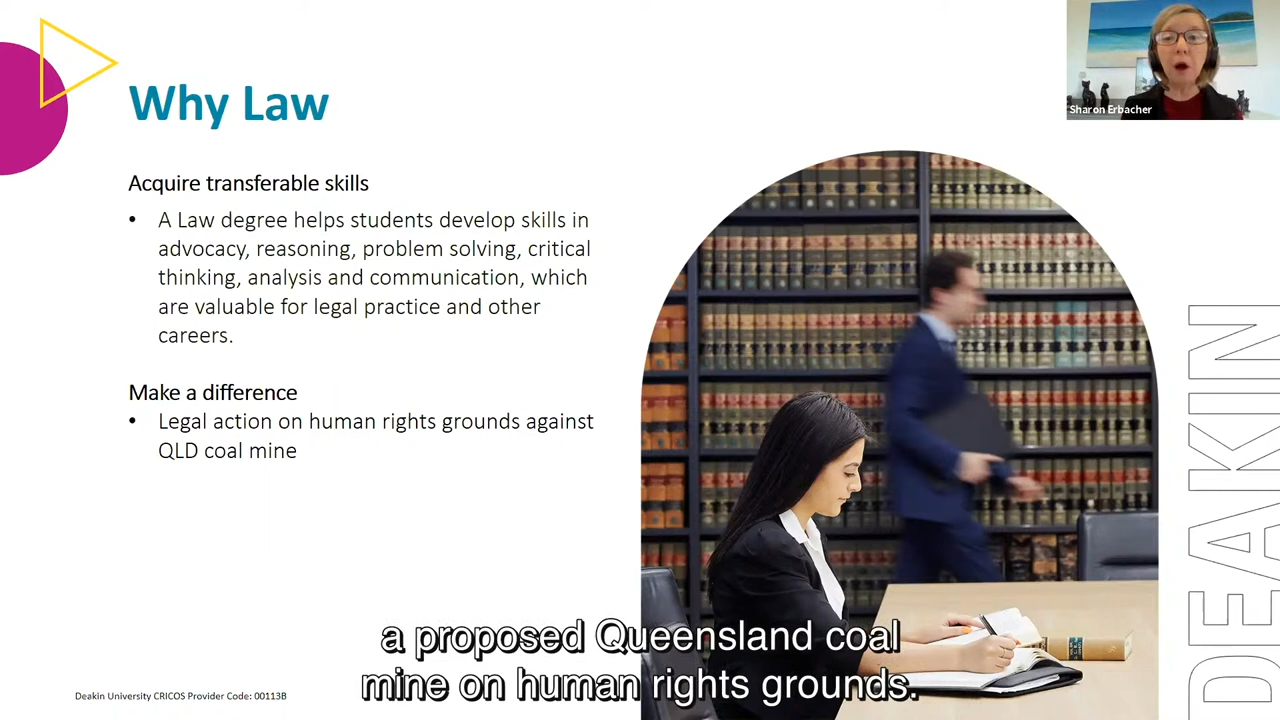 Why Law
Sharon Erbacher
Acquire transferable skills
• A Law degree helps students develop skills in
advocacy, reasoning, problem solving, critical
thinking, analysis and communication, which
are valuable for legal practice and other
careers.
Make a difference
• Legal action on human rights grounds against
QLD coal mine
DEAKIN
a proposed Queensland coal
mine on human rights grounds.
Deakin University CRICOS Provider Code: 00113B